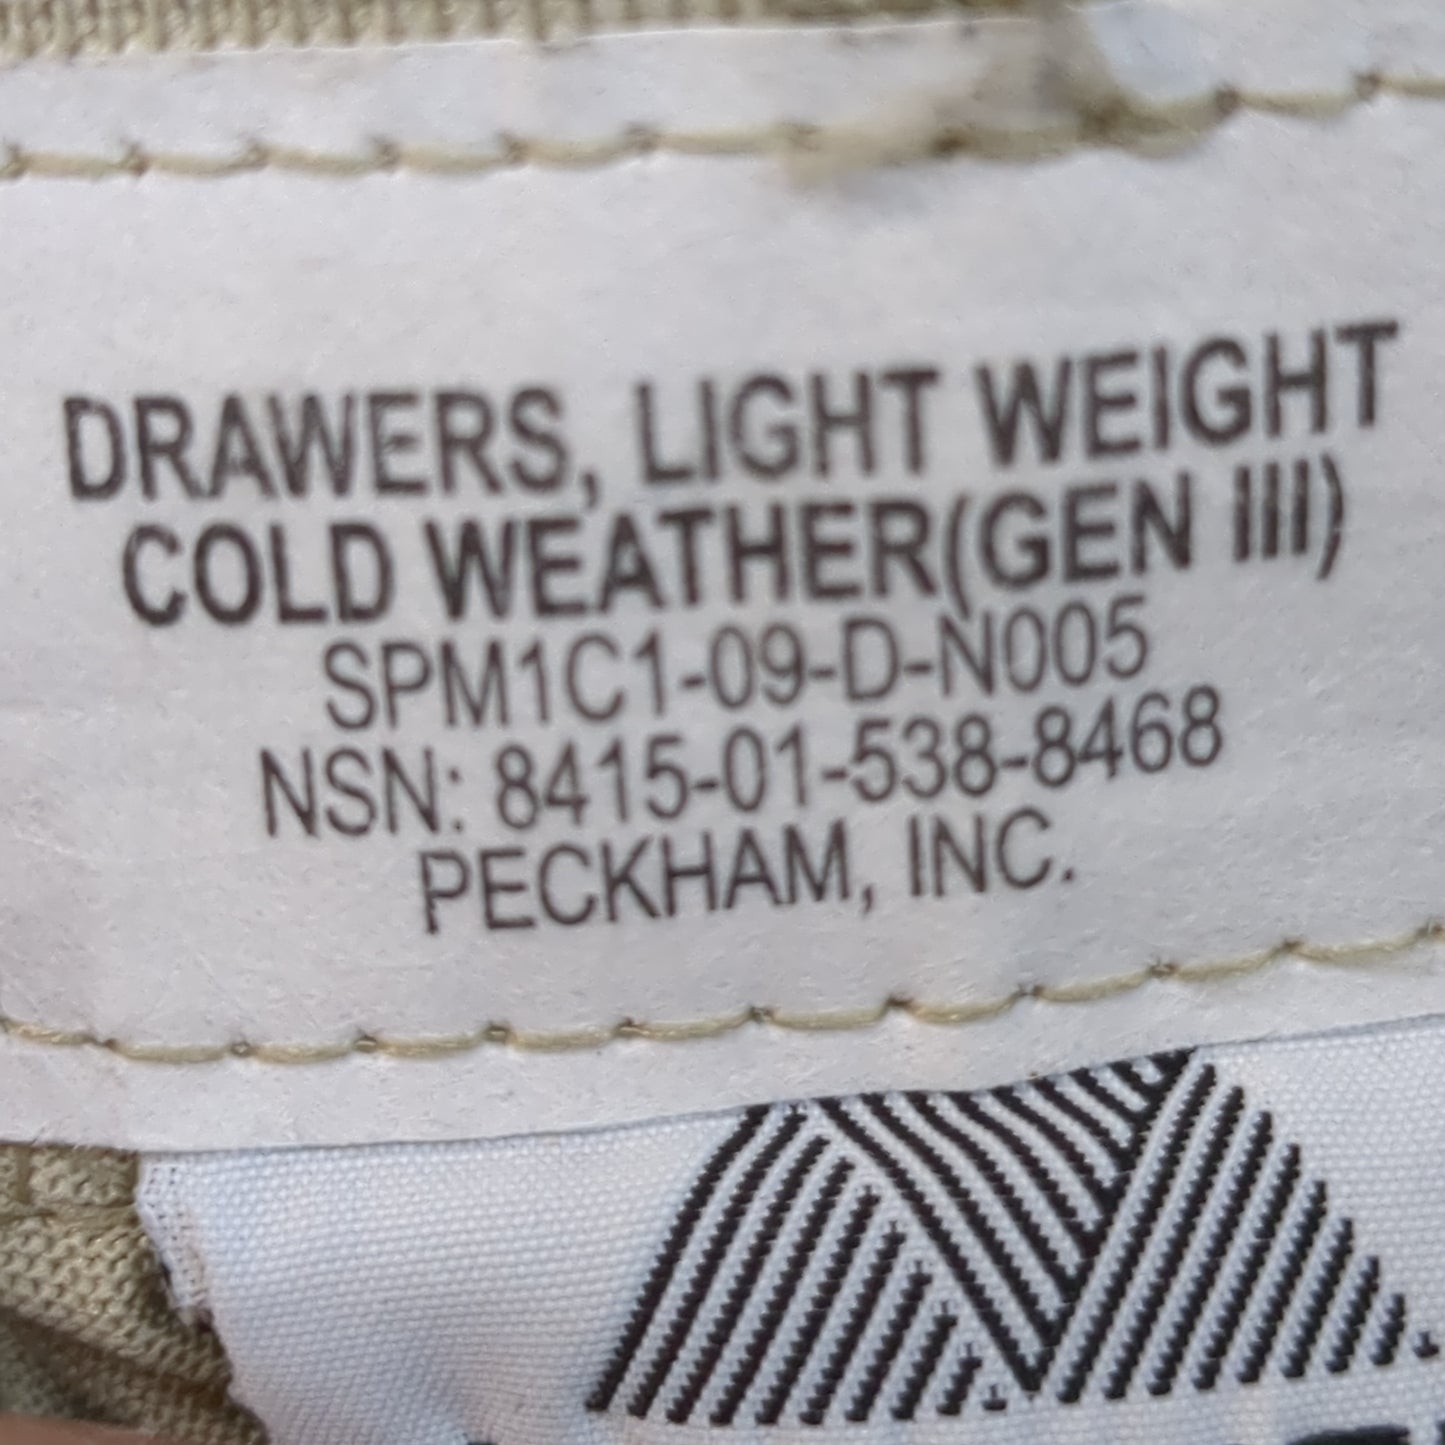 DRAWERS, LIGHT WEIGHT
COLD WEATHER(GEN III)
SPM1C1-09-D-N005
NSN: 8415-01-538-8468
PECKHAM, INC.